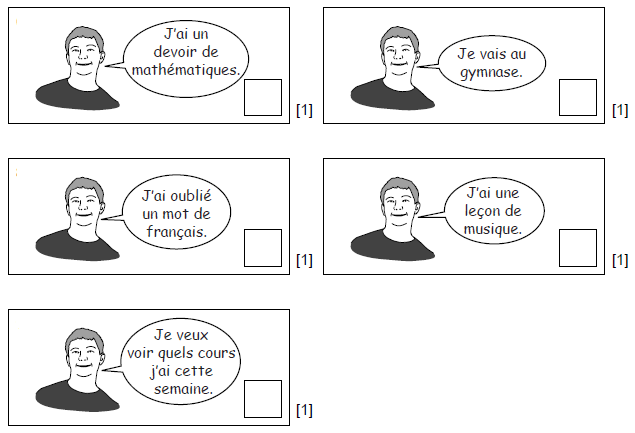 J'ai un
devoir de
mathématiques.
[1]
Je vais au
gymnase.
[1]
J'ai oublié
un mot de
français.
[1]
J'ai une
leçon de
musique.
[1]
Je veux
voir quels cours
j'ai cette
semaine.
[1]